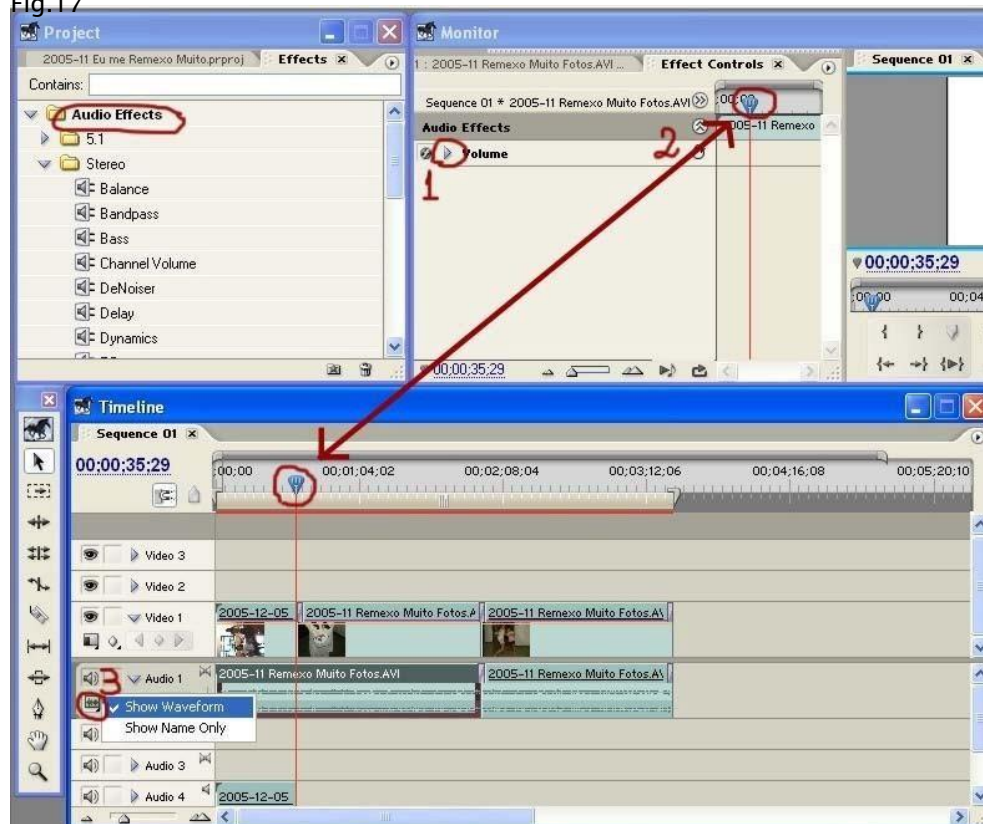 Fig.17
Project
2005-11 Eu me Remexo Muito.prproj
Effects
Contains:
Audio Effects
5.1
Stereo
Balance
Bandpass
Bass
Channel Volume
DeNoiser
Delay
Dynamics
Monitor
1 : 2005-11 Remexo Muito Fotos.AVI ...
Effect Controls
Sequence 01 * 2005-11 Remexo Muito Fotos.AVI
;00;00
Audio Effects
2005-11 Remexo
Volume
1
2
00;00;35;29
Sequence 01
00;00;35;29
;00;00 00;04
Timeline
Sequence 01
00;00;35;29
;00;00 00;01;04;02 00;02;08;04 00;03;12;06 00;04;16;08 00;05;20;10
Video 3
Video 2
Video 1
2005-12-05 2005-11 Remexo Muito Fotos.A 2005-11 Remexo Muito Fotos.A\
3
Audio 1
2005-11 Remexo Muito Fotos.AVI 2005-11 Remexo Muito Fotos.A\
Show Waveform
Show Name Only
Audio 3
Audio 4
2005-12-05